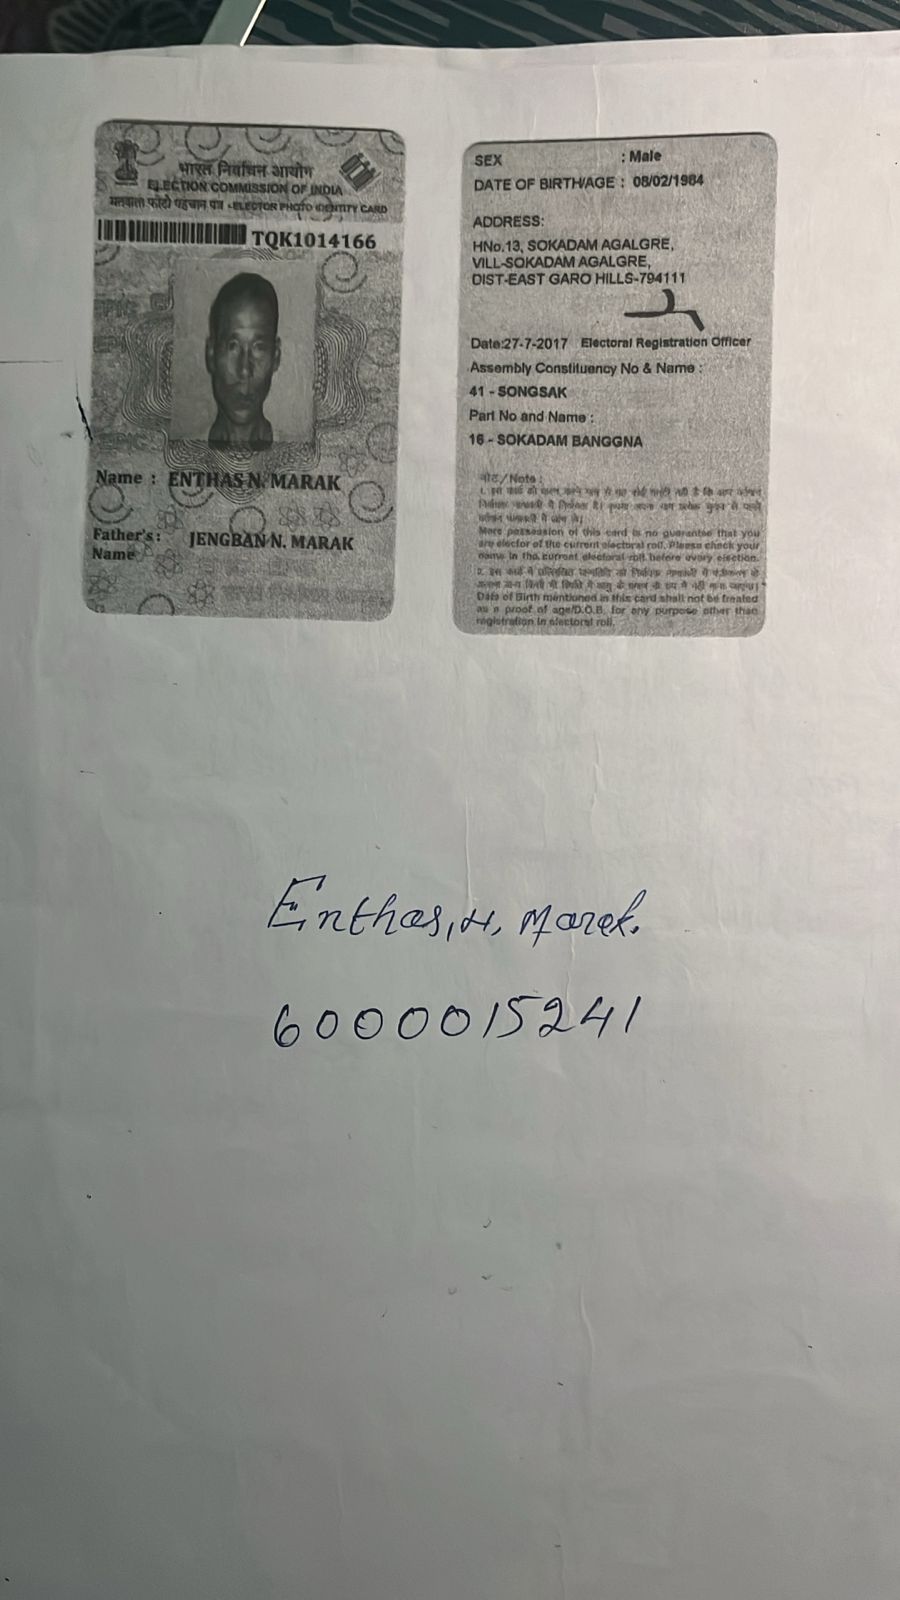 भारत निर्वाचन आयोग
ELECTION COMMISSION OF INDIA
मतदाता फोटो पहचान पत्र - ELECTOR PHOTO IDENTITY CARD
TQK1014166
Name : ENTHAS N. MARAK
Father's : JENGBAN N. MARAK
Name
SEX : Male
DATE OF BIRTH/AGE : 08/02/1984
ADDRESS:
HNo.13, SOKADAM AGALGRE,
VILL-SOKADAM AGALGRE,
DIST-EAST GARO HILLS-794111
Date:27-7-2017 Electoral Registration Officer
Assembly Constituency No & Name :
41 - SONGSAK
Part No and Name :
16 - SOKADAM BANGGNA
नोट/Note :
Mere possession of this card is no guarantee that you
are elector of the current electoral roll. Please check your
name in the current electoral roll before every election.
Date of Birth mentioned in this card shall not be treated
as a proof of age/D.O.B. for any purpose other than
registration in electoral roll.
Enthas, N, Marak.
6000015241